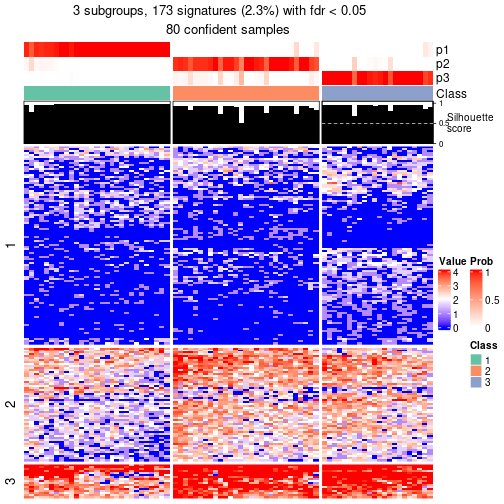 3 subgroups, 173 signatures (2.3%) with fdr < 0.05
80 confident samples
p1
p2
p3
Class
1
0.5
0
Silhouette
score
1
2
3
Value
4
3
2
1
0
Prob
1
0.5
0
Class
1
2
3